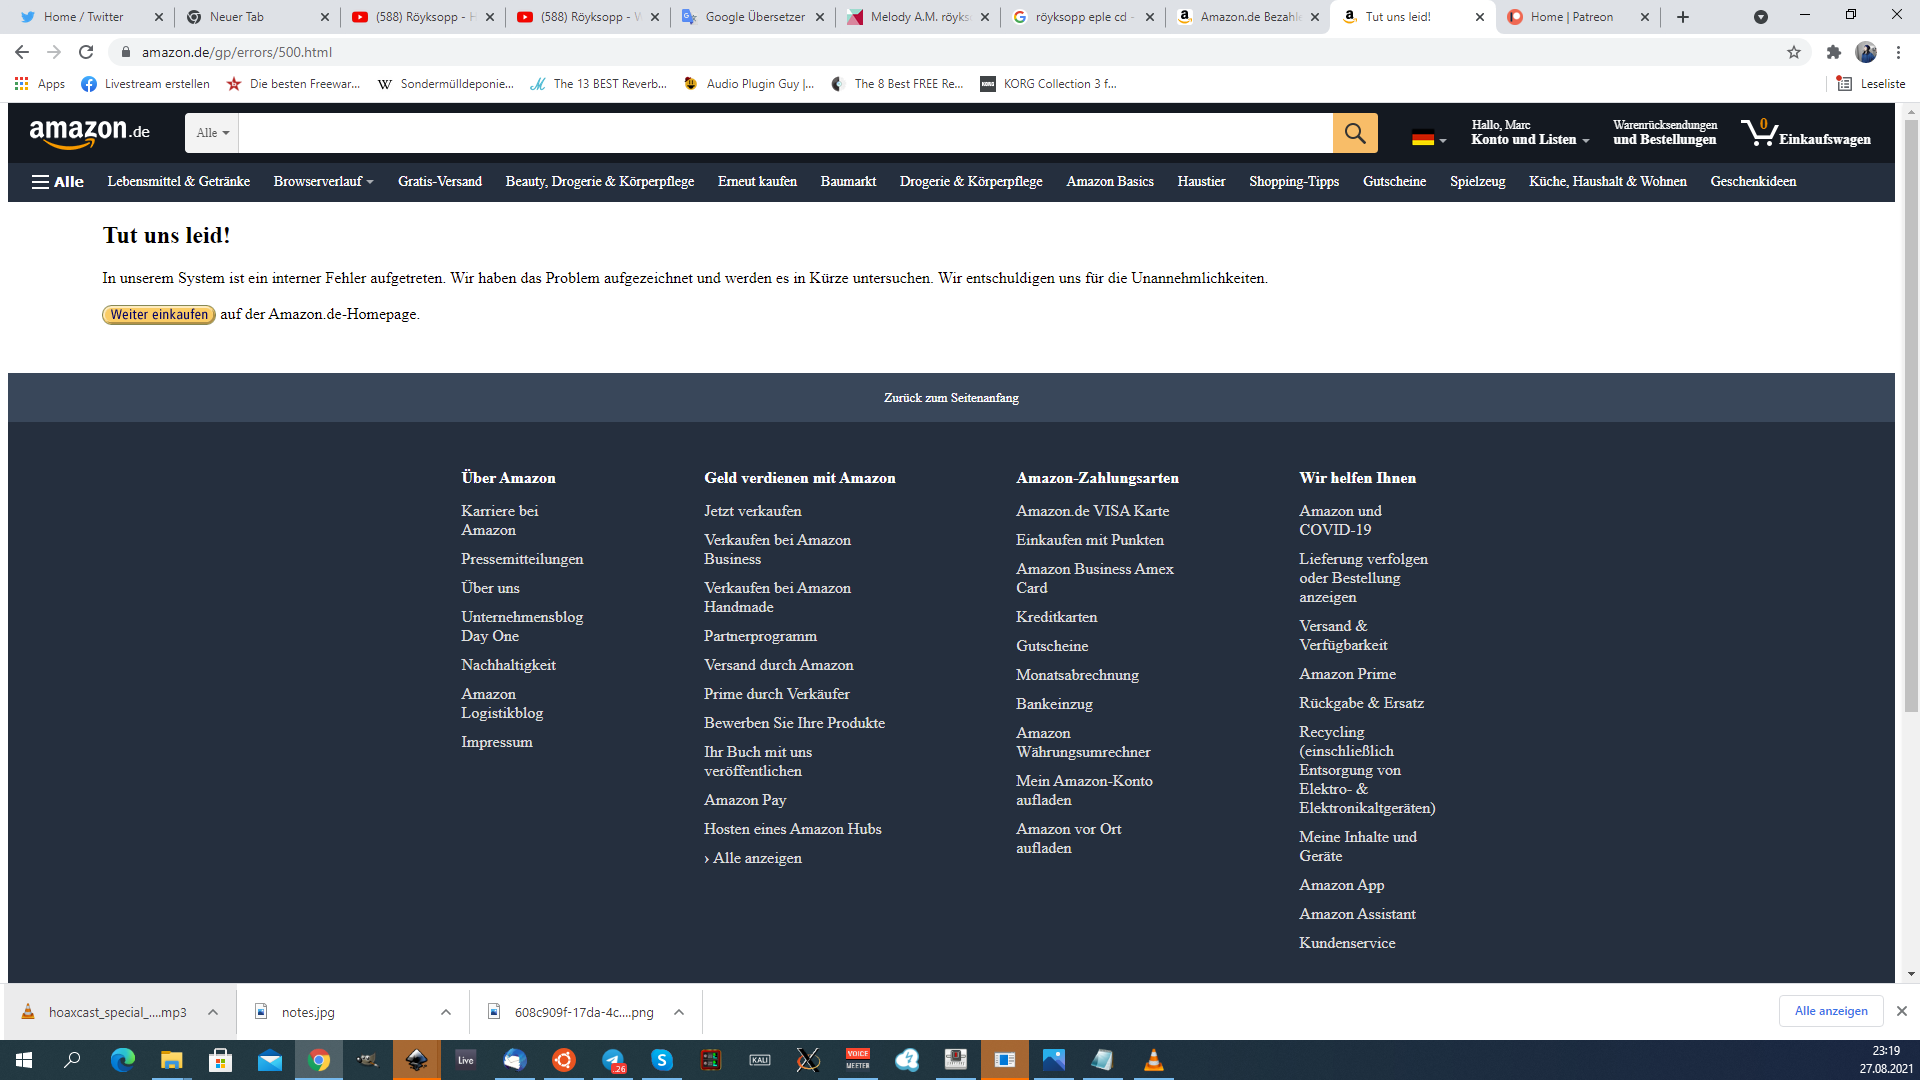 Home / Twitter
Neuer Tab
(588) Röyksopp - H
(588) Röyksopp - W
Google Übersetzer
Melody A.M. röyks
röyksopp eple cd -
Amazon.de Bezahl
Tut uns leid!
Home | Patreon
amazon.de/gp/errors/500.html
Apps
Livestream erstellen
Die besten Freewar...
Sondermülldeponie...
The 13 BEST Reverb...
Audio Plugin Guy |...
The 8 Best FREE Re...
KORG Collection 3 f...
Leseliste
amazon.de
Alle
Hallo, Marc
Konto und Listen
Warenrücksendungen
und Bestellungen
0
Einkaufswagen
Alle
Lebensmittel & Getränke
Browserverlauf
Gratis-Versand
Beauty, Drogerie & Körperpflege
Erneut kaufen
Baumarkt
Drogerie & Körperpflege
Amazon Basics
Haustier
Shopping-Tipps
Gutscheine
Spielzeug
Küche, Haushalt & Wohnen
Geschenkideen
Tut uns leid!
In unserem System ist ein interner Fehler aufgetreten. Wir haben das Problem aufgezeichnet und werden es in Kürze untersuchen. Wir entschuldigen uns für die Unannehmlichkeiten.
Weiter einkaufen auf der Amazon.de-Homepage.
Zurück zum Seitenanfang
Über Amazon
Karriere bei
Amazon
Pressemitteilungen
Über uns
Unternehmensblog
Day One
Nachhaltigkeit
Amazon
Logistikblog
Impressum
Geld verdienen mit Amazon
Jetzt verkaufen
Verkaufen bei Amazon
Business
Verkaufen bei Amazon
Handmade
Partnerprogramm
Versand durch Amazon
Prime durch Verkäufer
Bewerben Sie Ihre Produkte
Ihr Buch mit uns
veröffentlichen
Amazon Pay
Hosten eines Amazon Hubs
› Alle anzeigen
Amazon-Zahlungsarten
Amazon.de VISA Karte
Einkaufen mit Punkten
Amazon Business Amex
Card
Kreditkarten
Gutscheine
Monatsabrechnung
Bankeinzug
Amazon
Währungsumrechner
Mein Amazon-Konto
aufladen
Amazon vor Ort
aufladen
Wir helfen Ihnen
Amazon und
COVID-19
Lieferung verfolgen
oder Bestellung
anzeigen
Versand &
Verfügbarkeit
Amazon Prime
Rückgabe & Ersatz
Recycling
(einschließlich
Entsorgung von
Elektro- &
Elektronikaltgeräten)
Meine Inhalte und
Geräte
Amazon App
Amazon Assistant
Kundenservice
hoaxcast_special_....mp3
notes.jpg
608c909f-17da-4c....png
Alle anzeigen
Live
.26
KALI
VOICE
MEETER
23:19
27.08.2021